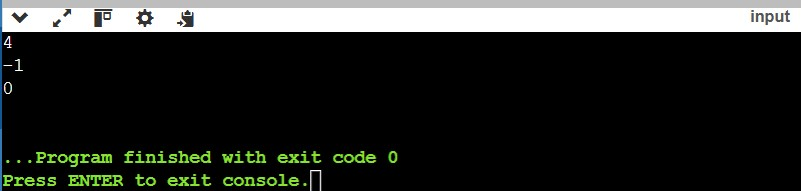 input
4
-1
0
...Program finished with exit code 0
Press ENTER to exit console.